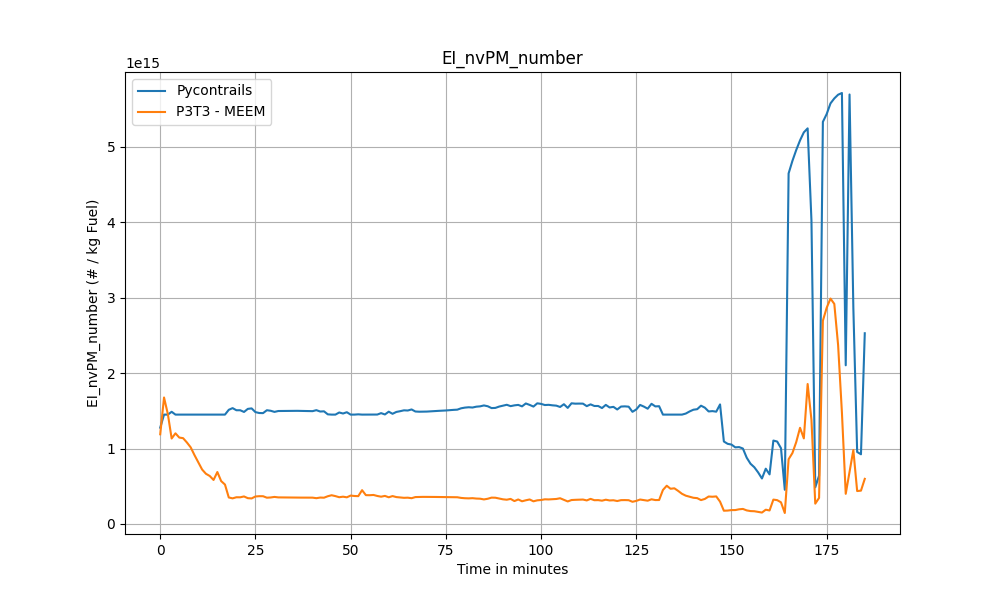 EI_nvPM_number
1e15
Pycontrails
P3T3 - MEEM
EI_nvPM_number (# / kg Fuel)
5
4
3
2
1
0
0 25 50 75 100 125 150 175
Time in minutes